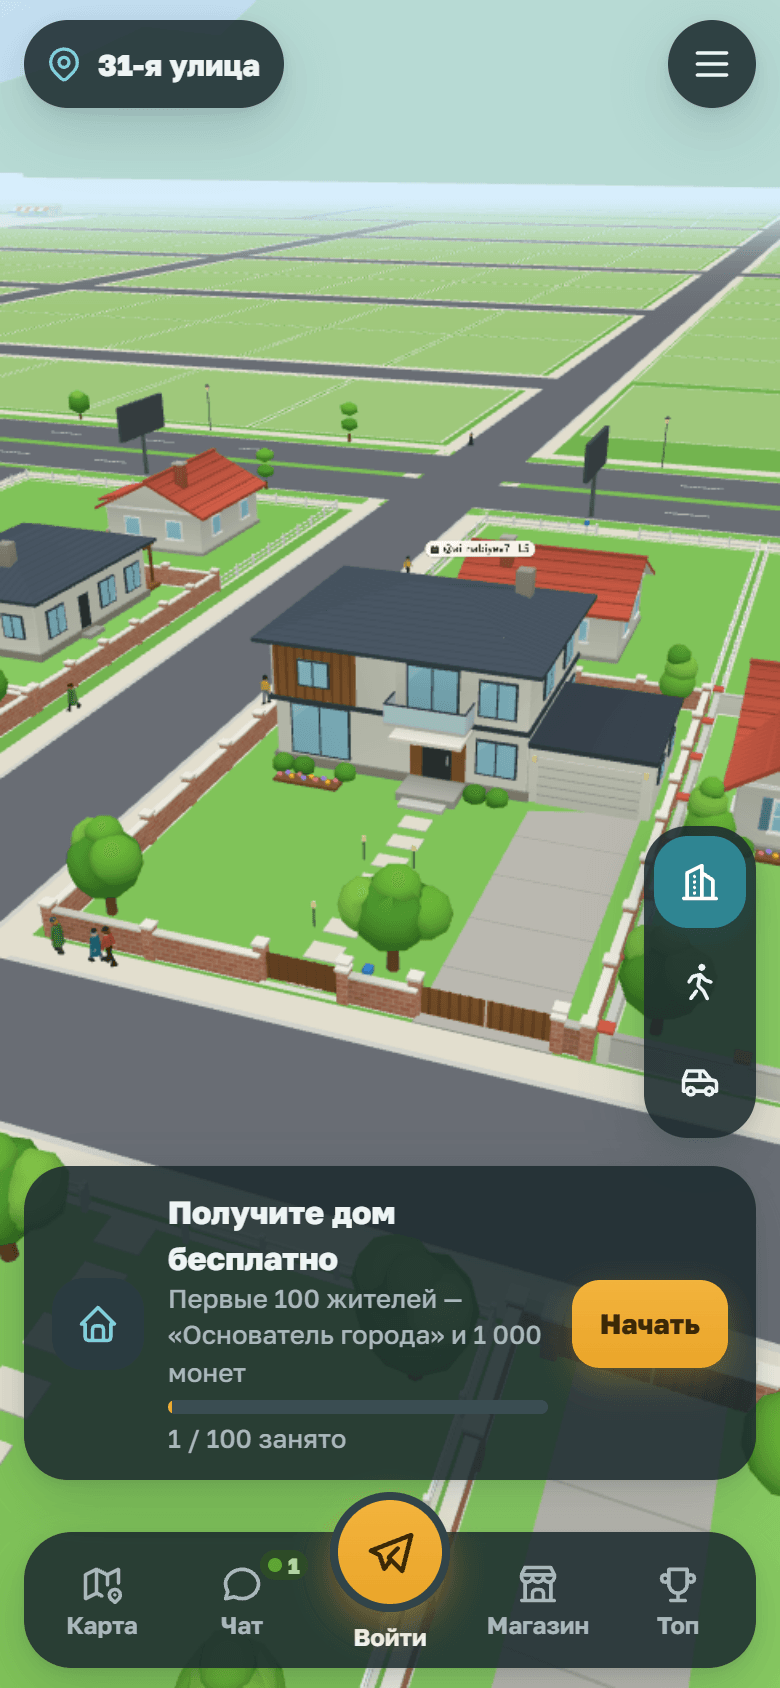 31-я улица
Получите дом
бесплатно
Первые 100 жителей —
«Основатель города» и 1 000
монет
Начать
1 / 100 занято
1
Карта
Чат
Войти
Магазин
Топ